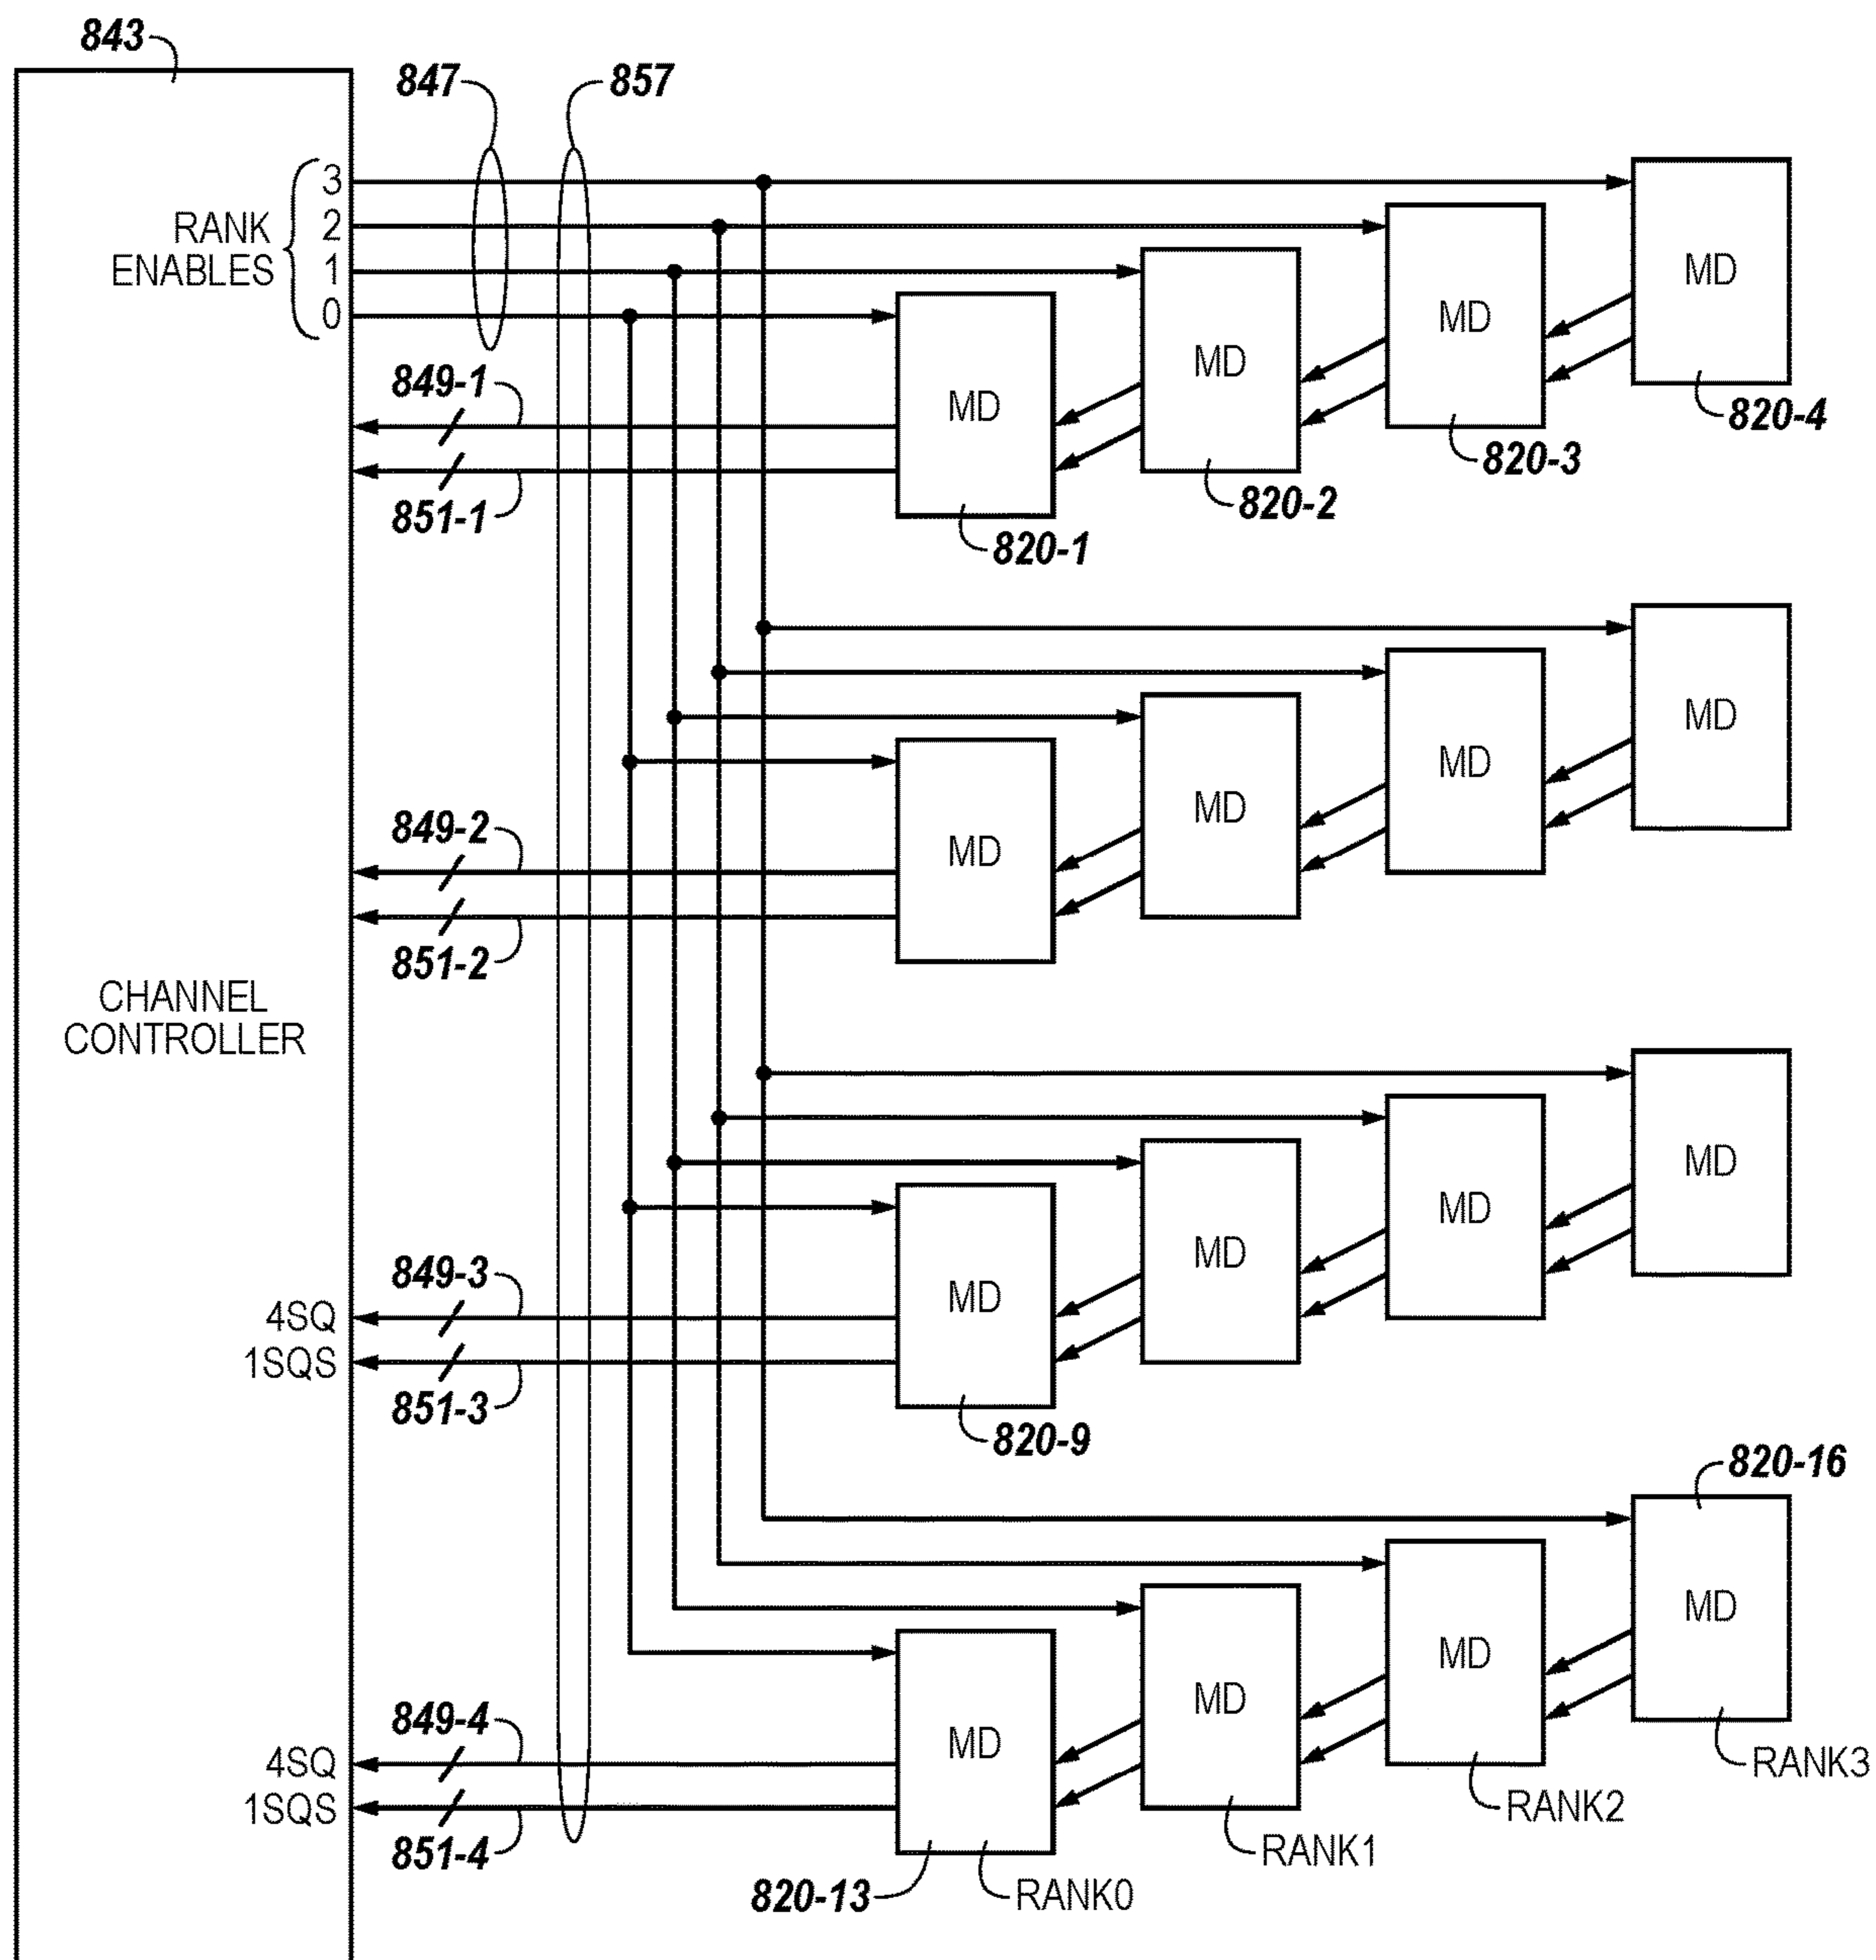 843
847
857
3
RANK
2
ENABLES
1
0
MD
MD
MD
MD
849-1
820-4
820-3
851-1
820-2
820-1
MD
MD
MD
849-2
MD
851-2
CHANNEL
CONTROLLER
MD
MD
MD
849-3
MD
4SQ
1SQS
851-3
820-9
820-16
MD
MD
MD
849-4
MD
4SQ
RANK3
1SQS
RANK2
851-4
RANK1
820-13
RANK0